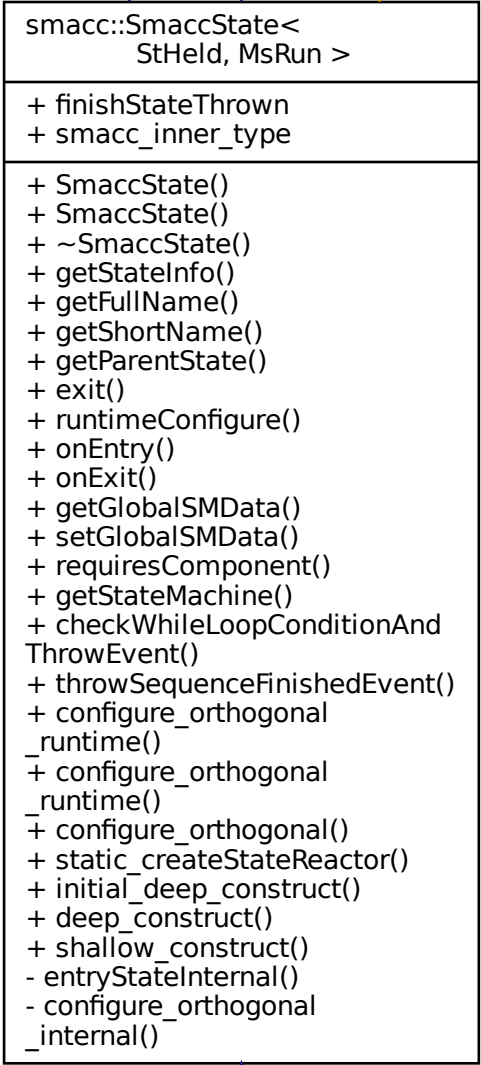 smacc::SmaccState<
StHeld, MsRun >
+ finishStateThrown
+ smacc_inner_type
+ SmaccState()
+ SmaccState()
+ ~SmaccState()
+ getStateInfo()
+ getFullName()
+ getShortName()
+ getParentState()
+ exit()
+ runtimeConfigure()
+ onEntry()
+ onExit()
+ getGlobalSMData()
+ setGlobalSMData()
+ requiresComponent()
+ getStateMachine()
+ checkWhileLoopConditionAnd
ThrowEvent()
+ throwSequenceFinishedEvent()
+ configure_orthogonal
_runtime()
+ configure_orthogonal
_runtime()
+ configure_orthogonal()
+ static_createStateReactor()
+ initial_deep_construct()
+ deep_construct()
+ shallow_construct()
- entryStateInternal()
- configure_orthogonal
_internal()